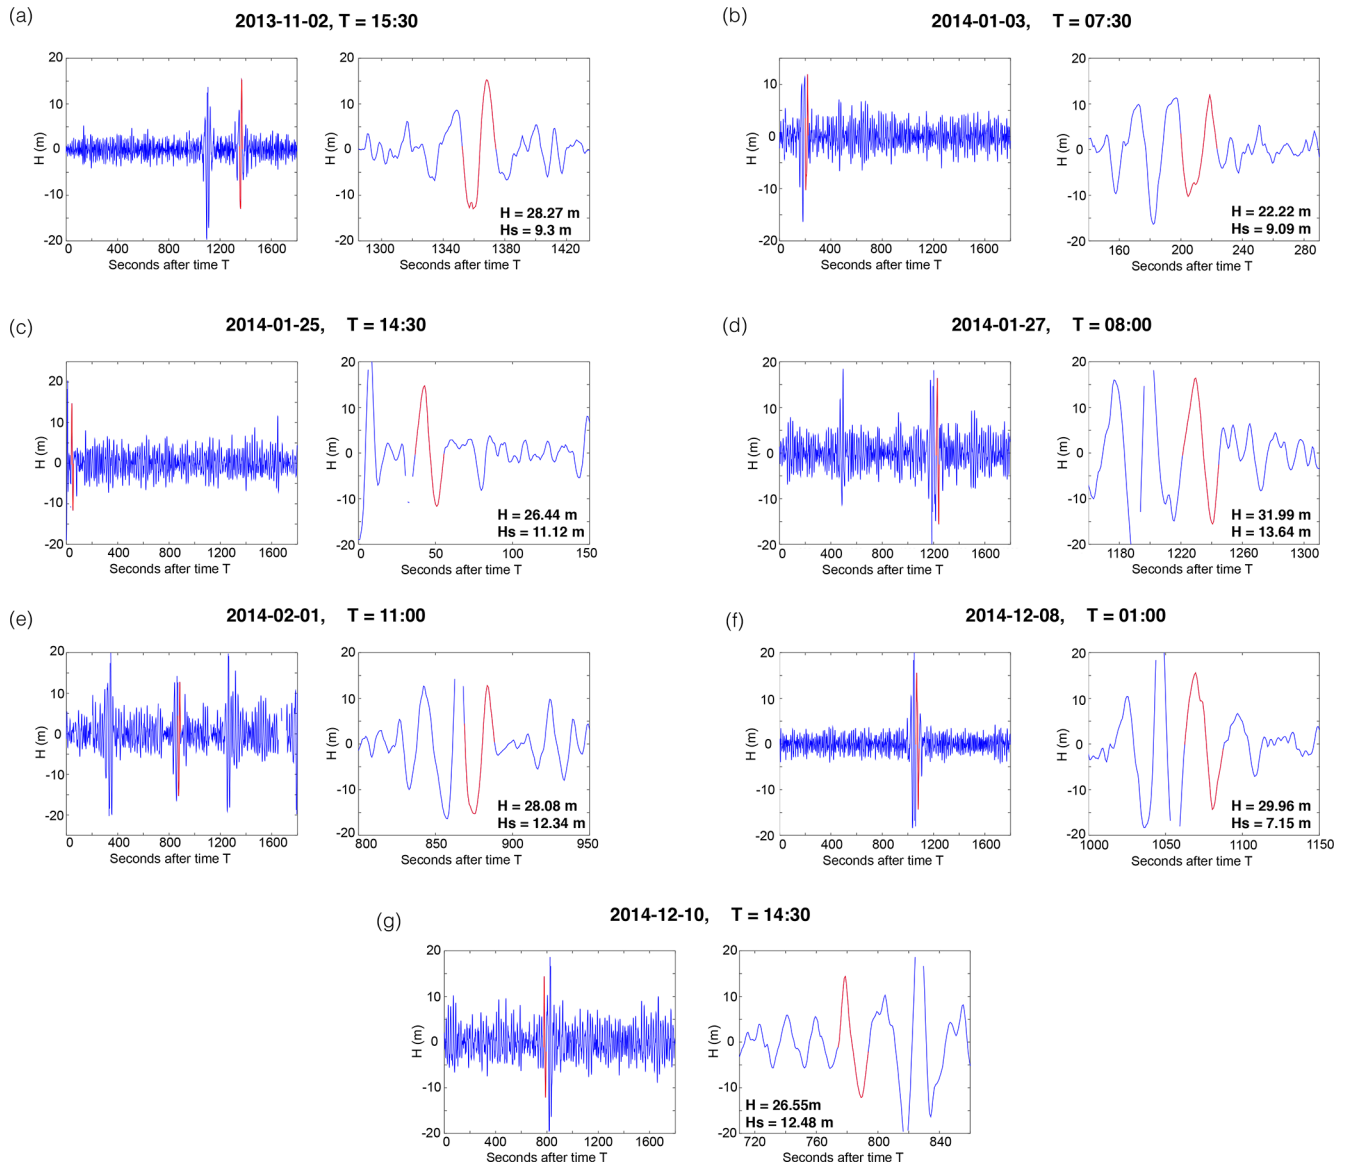 (a)
2013-11-02, T = 15:30
20
10
0
-10
-20
H (m)
0 400 800 1200 1600
Seconds after time T
20
10
0
-10
-20
H (m)
1300 1340 1380 1420
Seconds after time T
H = 28.27 m
Hs = 9.3 m
(b)
2014-01-03, T = 07:30
10
0
-10
-20
H (m)
0 400 800 1200 1600
Seconds after time T
20
10
0
-10
-20
H (m)
160 200 240 280
Seconds after time T
H = 22.22 m
Hs = 9.09 m
(c)
2014-01-25, T = 14:30
20
10
0
-10
-20
H (m)
0 400 800 1200 1600
Seconds after time T
20
10
0
-10
-20
H (m)
0 50 100 150
Seconds after time T
H = 26.44 m
Hs = 11.12 m
(d)
2014-01-27, T = 08:00
20
10
0
-10
-20
H (m)
0 400 800 1200 1600
Seconds after time T
20
10
0
-10
-20
H (m)
1180 1220 1260 1300
Seconds after time T
H = 31.99 m
H = 13.64 m
(e)
2014-02-01, T = 11:00
20
10
0
-10
-20
H (m)
0 400 800 1200 1600
Seconds after time T
20
10
0
-10
-20
H (m)
800 850 900 950
Seconds after time T
H = 28.08 m
Hs = 12.34 m
(f)
2014-12-08, T = 01:00
20
10
0
-10
-20
H (m)
0 400 800 1200 1600
Seconds after time T
20
10
0
-10
-20
H (m)
1000 1050 1100 1150
Seconds after time T
H = 29.96 m
Hs = 7.15 m
(g)
2014-12-10, T = 14:30
20
10
0
-10
-20
H (m)
0 400 800 1200 1600
Seconds after time T
20
10
0
-10
-20
H (m)
720 760 800 840
Seconds after time T
H = 26.55m
Hs = 12.48 m